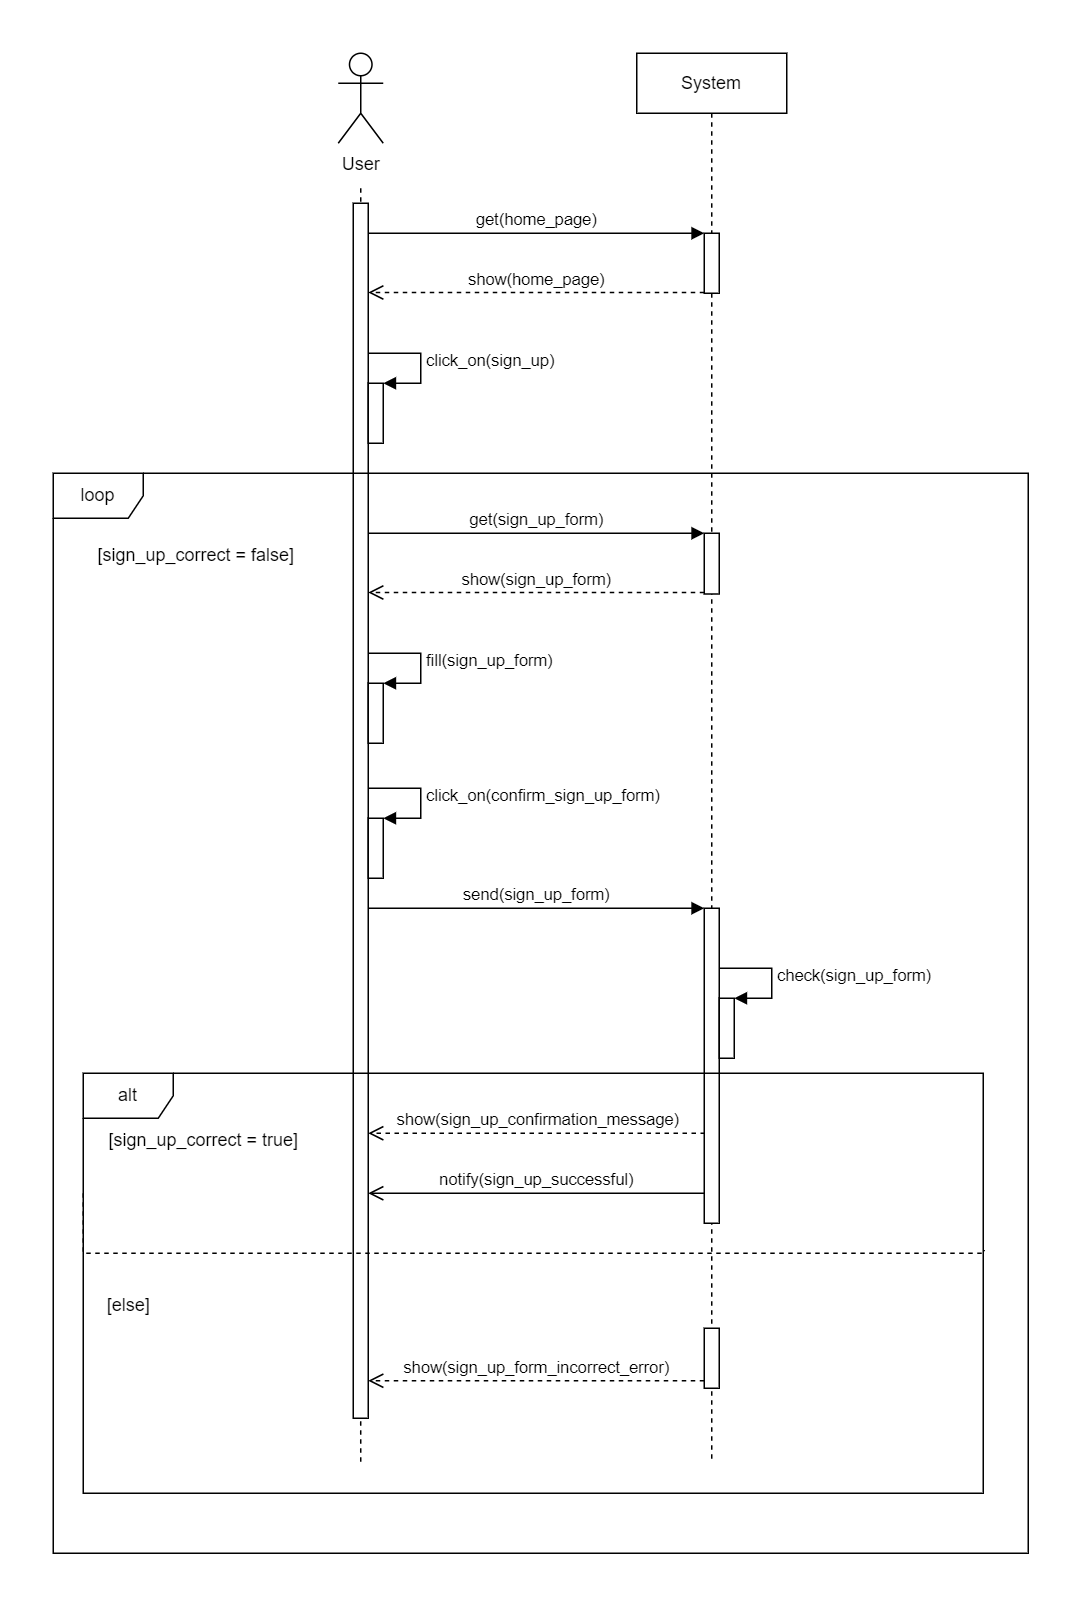 System
User
get(home_page)
show(home_page)
click_on(sign_up)
loop
get(sign_up_form)
[sign_up_correct = false]
show(sign_up_form)
fill(sign_up_form)
click_on(confirm_sign_up_form)
send(sign_up_form)
check(sign_up_form)
alt
show(sign_up_confirmation_message)
[sign_up_correct = true]
notify(sign_up_successful)
[else]
show(sign_up_form_incorrect_error)